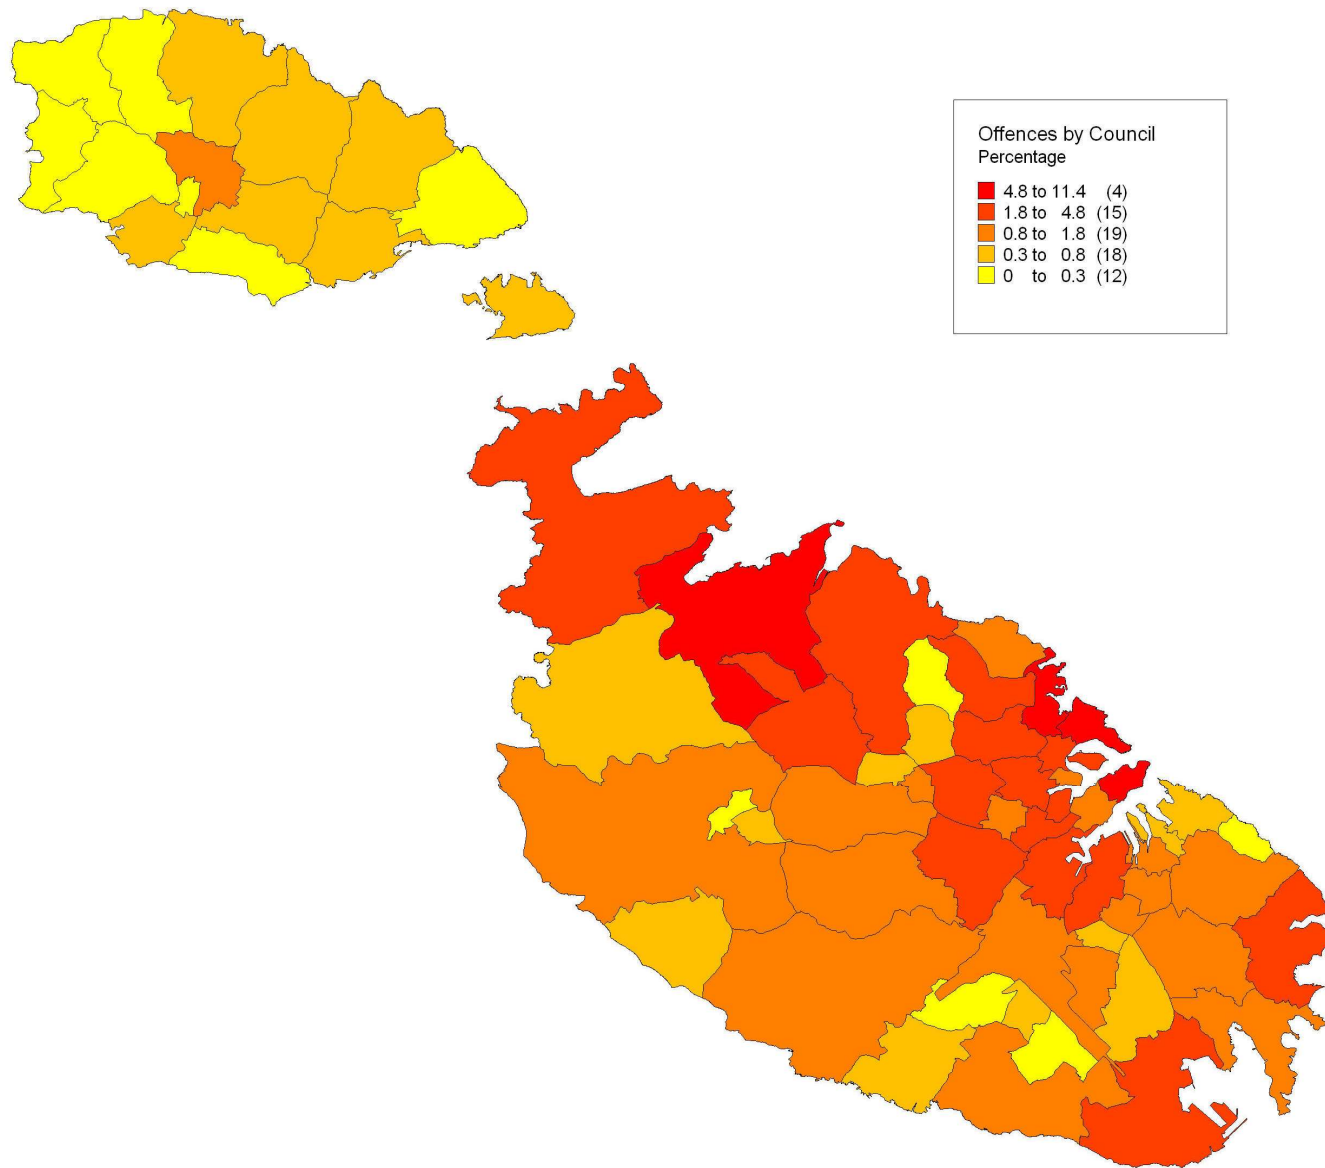 Offences by Council
Percentage
4.8 to 11.4 (4)
1.8 to 4.8 (15)
0.8 to 1.8 (19)
0.3 to 0.8 (18)
0 to 0.3 (12)